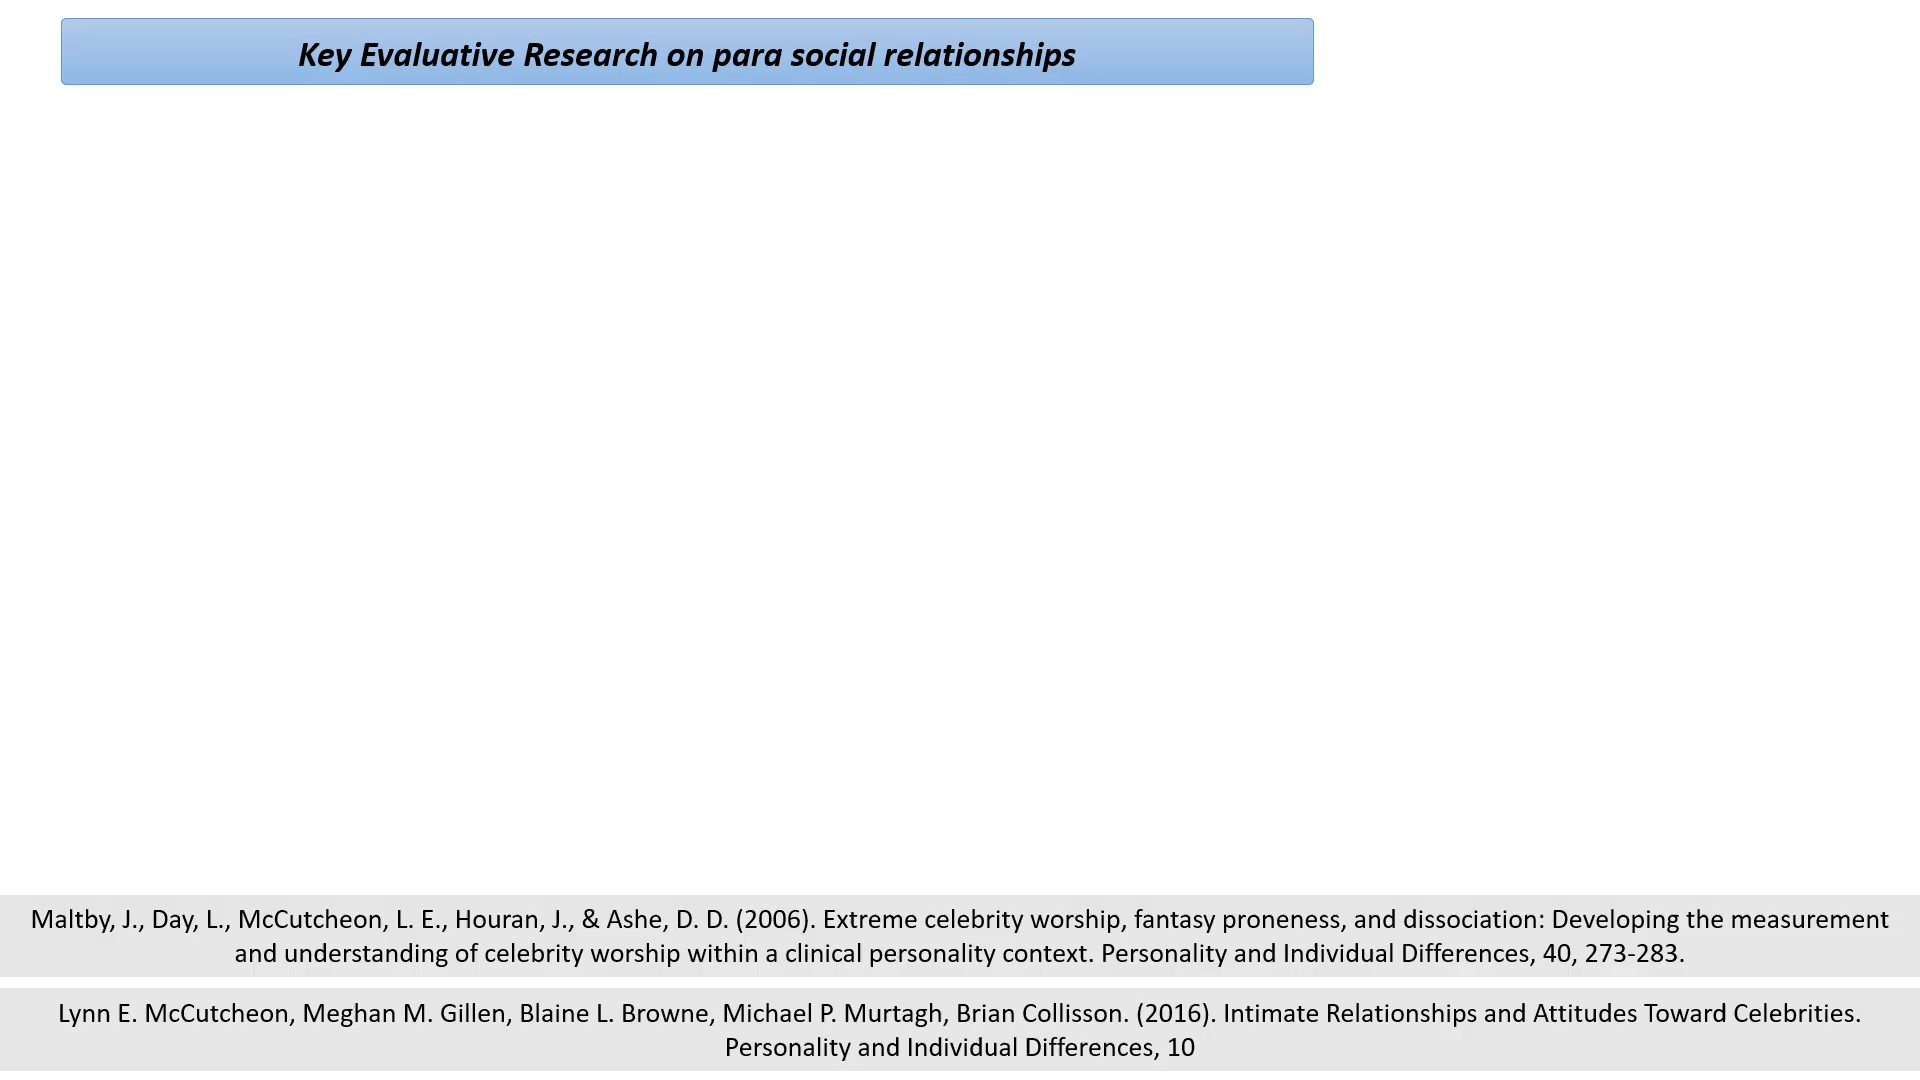 Key Evaluative Research on para social relationships
Maltby, J., Day, L., McCutcheon, L. E., Houran, J., & Ashe, D. D. (2006). Extreme celebrity worship, fantasy proneness, and dissociation: Developing the measurement
and understanding of celebrity worship within a clinical personality context. Personality and Individual Differences, 40, 273-283.
Lynn E. McCutcheon, Meghan M. Gillen, Blaine L. Browne, Michael P. Murtagh, Brian Collisson. (2016). Intimate Relationships and Attitudes Toward Celebrities.
Personality and Individual Differences, 10